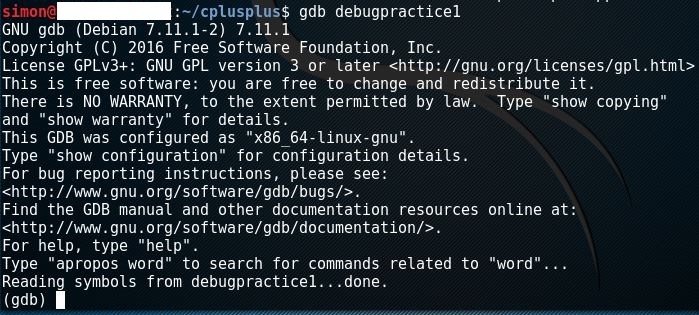 simon@ :~/cplusplus$ gdb debugpractice1
GNU gdb (Debian 7.11.1-2) 7.11.1
Copyright (C) 2016 Free Software Foundation, Inc.
License GPLv3+: GNU GPL version 3 or later <http://gnu.org/licenses/gpl.html>
This is free software: you are free to change and redistribute it.
There is NO WARRANTY, to the extent permitted by law.  Type "show copying"
and "show warranty" for details.
This GDB was configured as "x86_64-linux-gnu".
Type "show configuration" for configuration details.
For bug reporting instructions, please see:
<http://www.gnu.org/software/gdb/bugs/>.
Find the GDB manual and other documentation resources online at:
<http://www.gnu.org/software/gdb/documentation/>.
For help, type "help".
Type "apropos word" to search for commands related to "word"...
Reading symbols from debugpractice1...done.
(gdb)